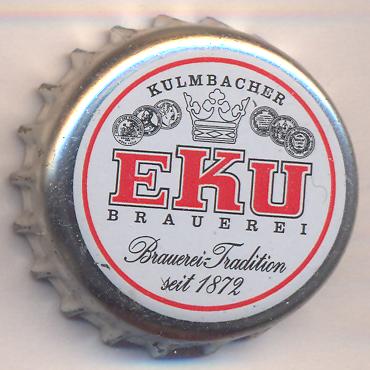 KULMBACHER
EKU
BRAUEREI
Brauerei-Tradition
seit 1872